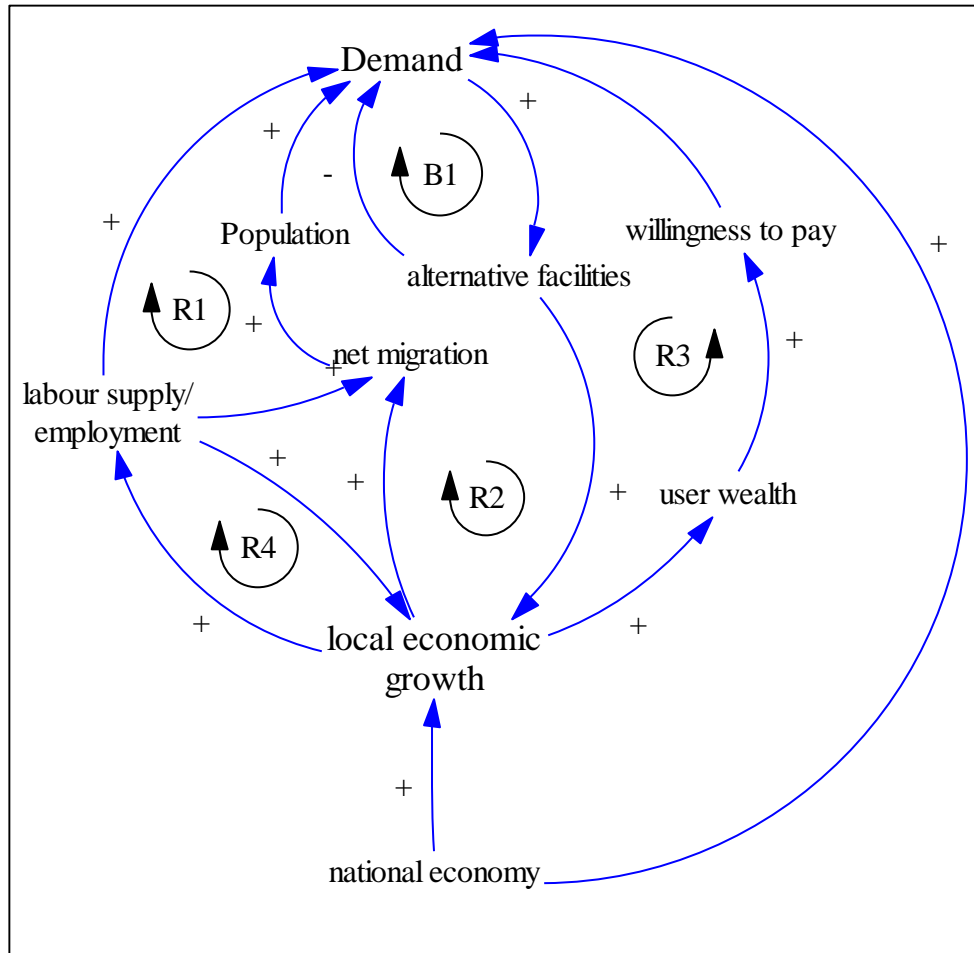 Demand
+
+
B1
-
+
Population
willingness to pay
+
alternative facilities
R1
+
net migration
+
R3
+
labour supply/
employment
+
+
R2
+
user wealth
R4
+
local economic
growth
+
+
national economy